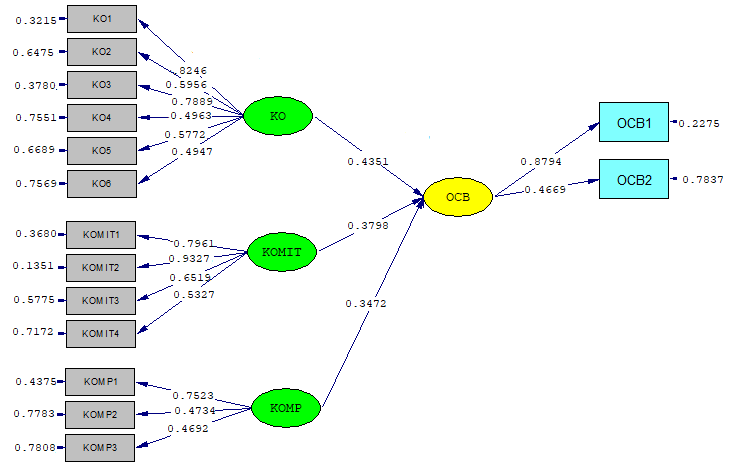 0.3215 KO1
0.6475 KO2
0.3780 KO3
0.7551 KO4
0.6689 KO5
0.7569 KO6
.8246
0.5956
0.7889
0.4963
0.5772
0.4947
KO
0.3680 KOMIT1
0.1351 KOMIT2
0.5775 KOMIT3
0.7172 KOMIT4
0.7961
0.9327
0.6519
0.5327
KOMIT
0.4375 KOMP1
0.7783 KOMP2
0.7808 KOMP3
0.7523
0.4734
0.4692
KOMP
0.4351
0.3798
0.3472
OCB
0.8794
0.4669
OCB1 0.2275
OCB2 0.7837